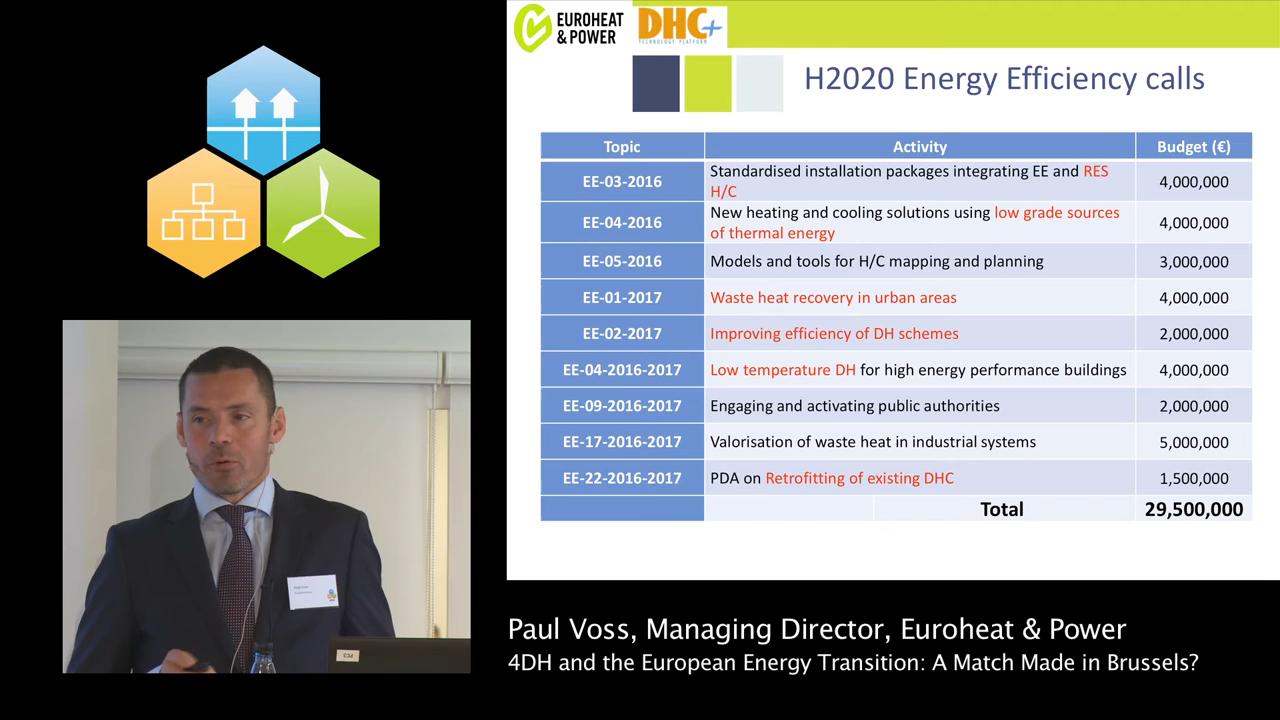 EUROHEAT
& POWER
DHC+
TECHNOLOGY PLATFORM
H2020 Energy Efficiency calls
Topic Activity Budget (€)
EE-03-2016 Standardised installation packages integrating EE and RES
H/C 4,000,000
EE-04-2016 New heating and cooling solutions using low grade sources
of thermal energy 4,000,000
EE-05-2016 Models and tools for H/C mapping and planning 3,000,000
EE-01-2017 Waste heat recovery in urban areas 4,000,000
EE-02-2017 Improving efficiency of DH schemes 2,000,000
EE-04-2016-2017 Low temperature DH for high energy performance buildings 4,000,000
EE-09-2016-2017 Engaging and activating public authorities 2,000,000
EE-17-2016-2017 Valorisation of waste heat in industrial systems 5,000,000
EE-22-2016-2017 PDA on Retrofitting of existing DHC 1,500,000
Total 29,500,000
Paul Voss, Managing Director, Euroheat & Power
4DH and the European Energy Transition: A Match Made in Brussels?